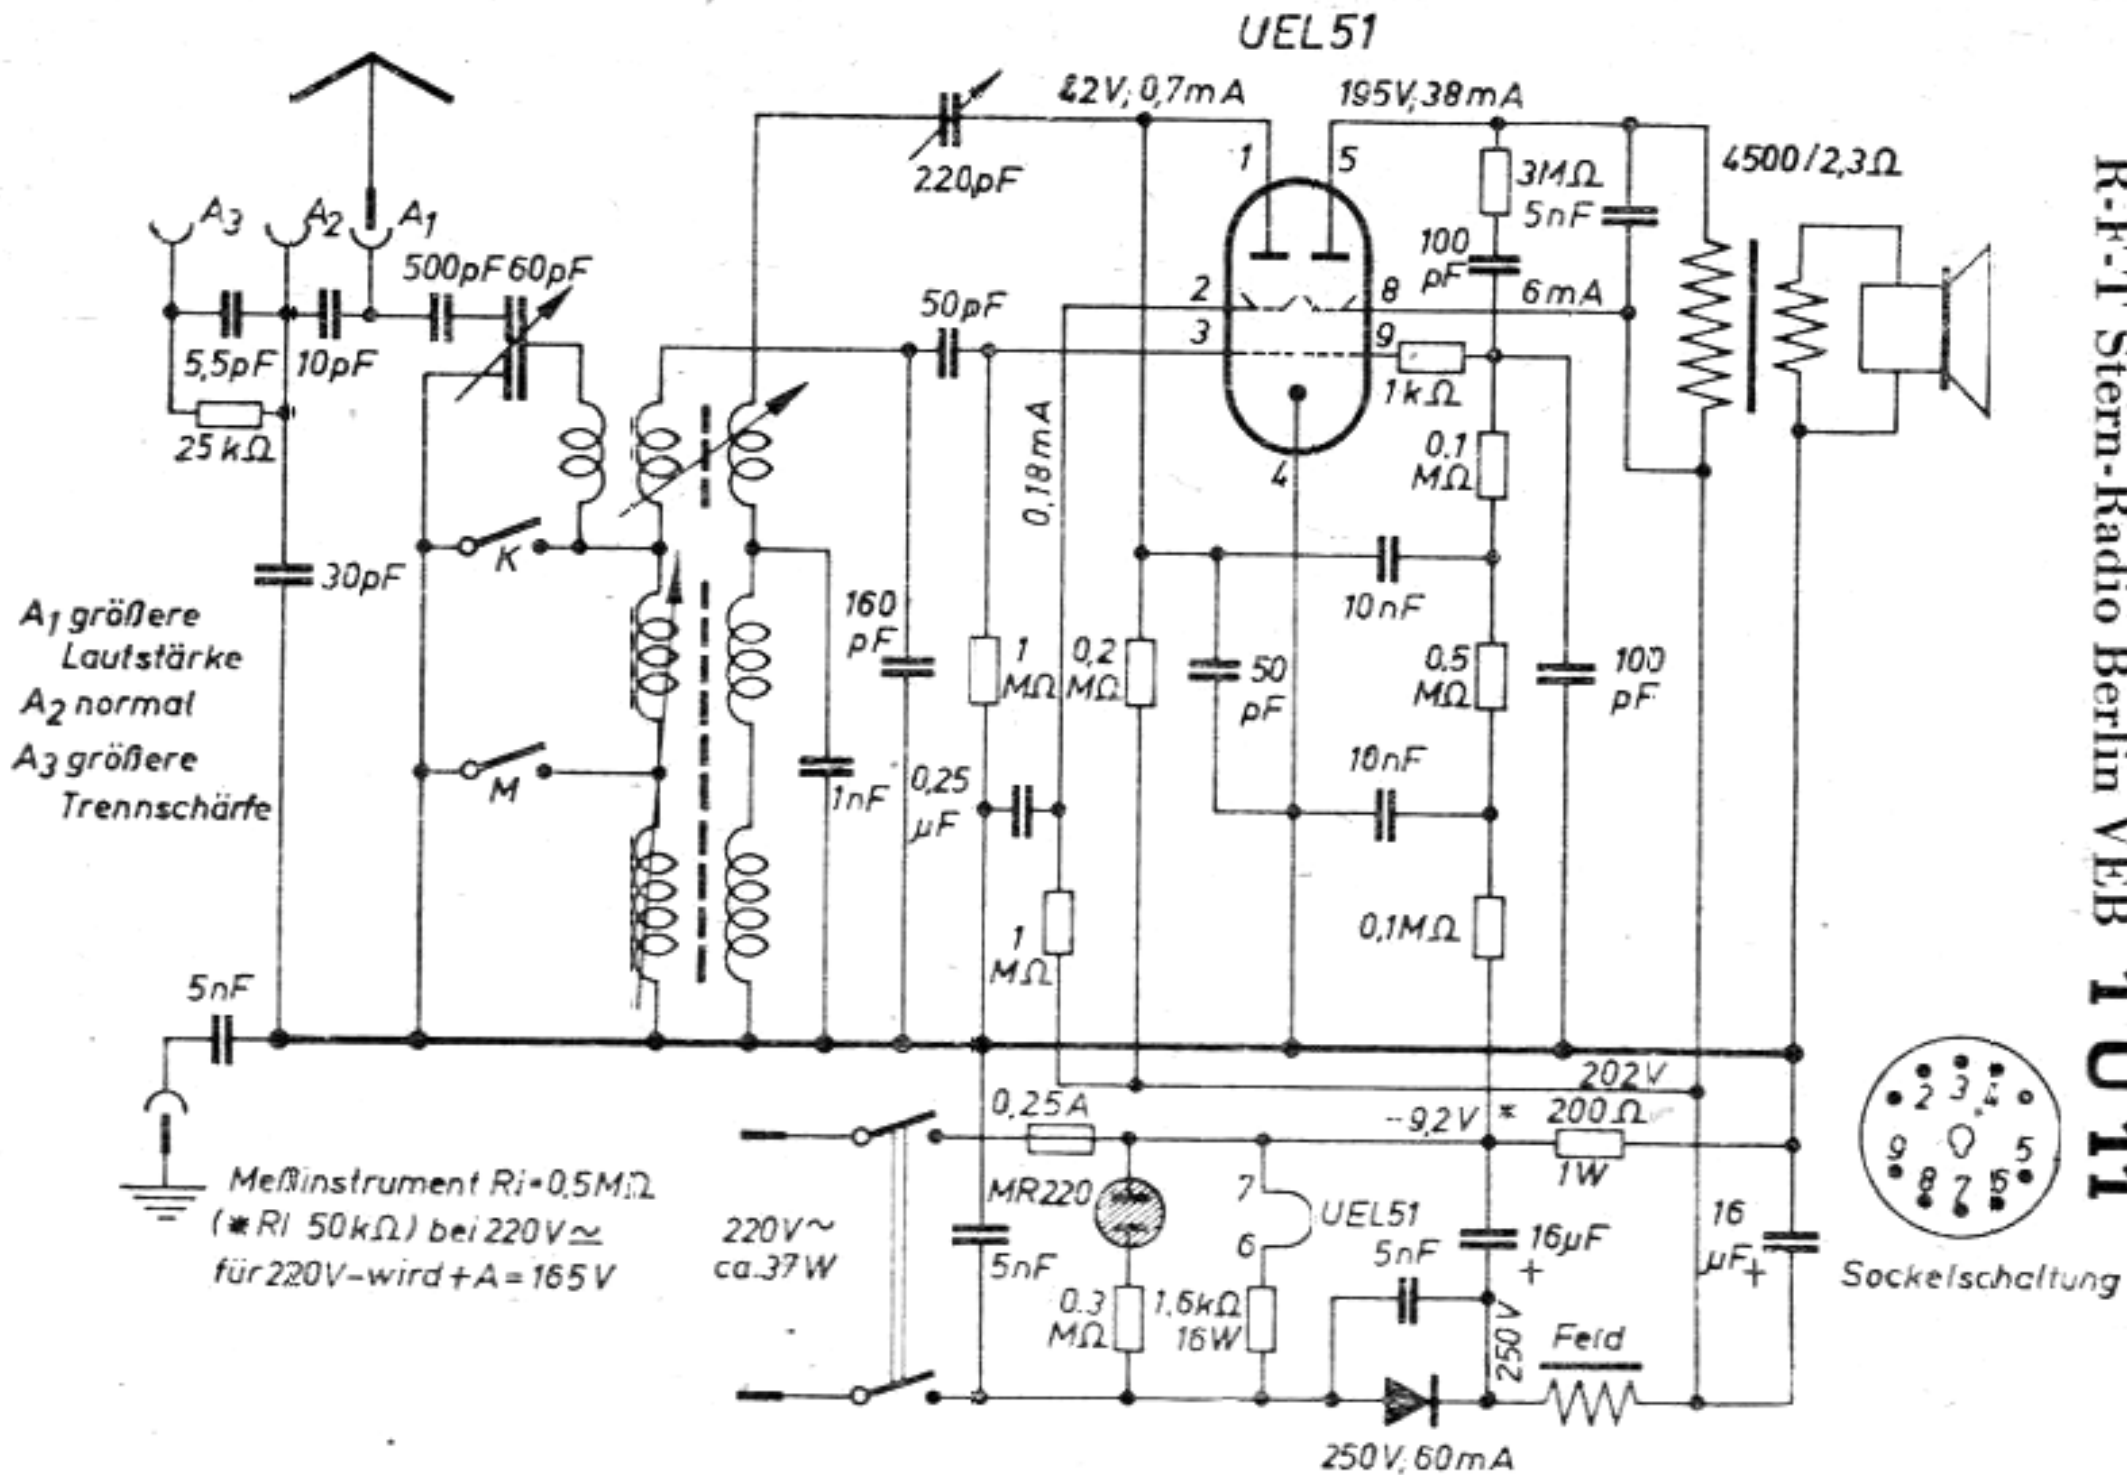 UEL51
22V; 0,7mA
195V; 38mA
220pF
1
5
3MΩ
5nF
4500/2,3Ω
A3
A2
A1
500pF 60pF
100
pF
6mA
2
8
3
9
50pF
5,5pF
10pF
1kΩ
25kΩ
0,18mA
4
0.1
MΩ
K
30pF
10nF
A1 größere
Lautstärke
A2 normal
A3 größere
Trennschärfe
160
pF
1
MΩ
0,2
MΩ
50
pF
0.5
MΩ
100
pF
M
1nF
0,25
µF
10nF
1
MΩ
0,1MΩ
5nF
202V
0,25A
-9,2V *
200Ω
1W
Meßinstrument Ri=0,5MΩ
(*Ri 50kΩ) bei 220V≃
für 220V-wird +A=165V
220V~
ca.37W
MR220
7
6
UEL51
5nF
5nF
16µF
+
16
µF+
0.3
MΩ
1.6kΩ
16W
250V
Feld
250V; 60mA
2
3
4
9
5
8
7
15
Sockelschaltung
R-F-T Stern-Radio Berlin VEB